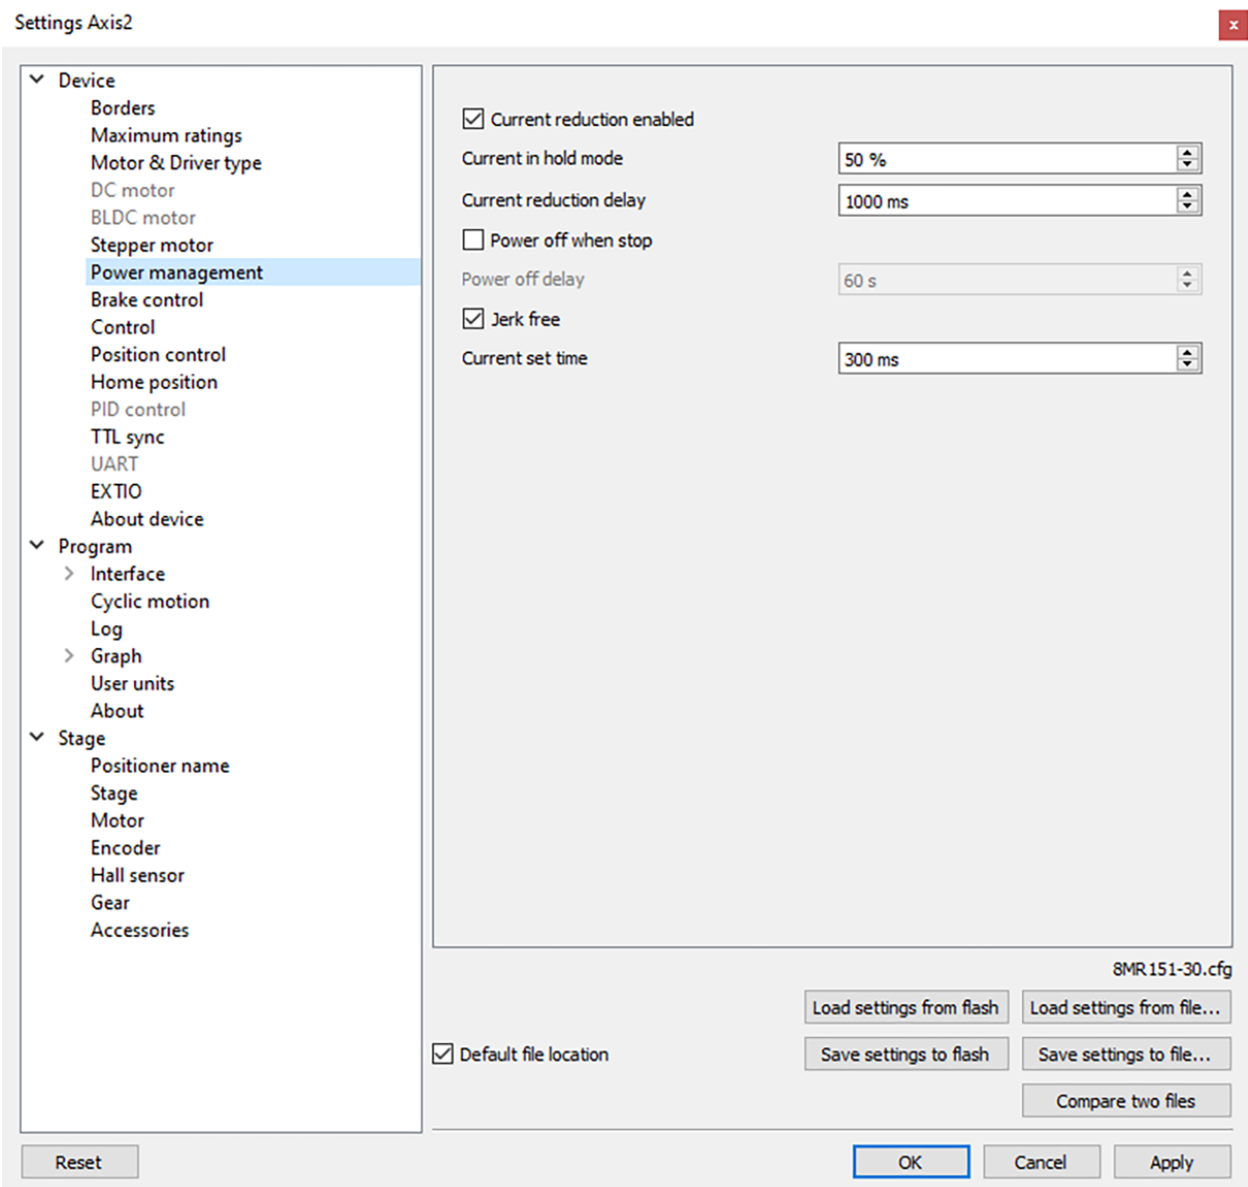 Settings Axis2
x
Device
Borders
Maximum ratings
Motor & Driver type
DC motor
BLDC motor
Stepper motor
Power management
Brake control
Control
Position control
Home position
PID control
TTL sync
UART
EXTIO
About device
Program
Interface
Cyclic motion
Log
Graph
User units
About
Stage
Positioner name
Stage
Motor
Encoder
Hall sensor
Gear
Accessories
Current reduction enabled
Current in hold mode 50 %
Current reduction delay 1000 ms
Power off when stop
Power off delay 60 s
Jerk free
Current set time 300 ms
8MR151-30.cfg
Load settings from flash Load settings from file...
Default file location Save settings to flash Save settings to file...
Compare two files
Reset OK Cancel Apply